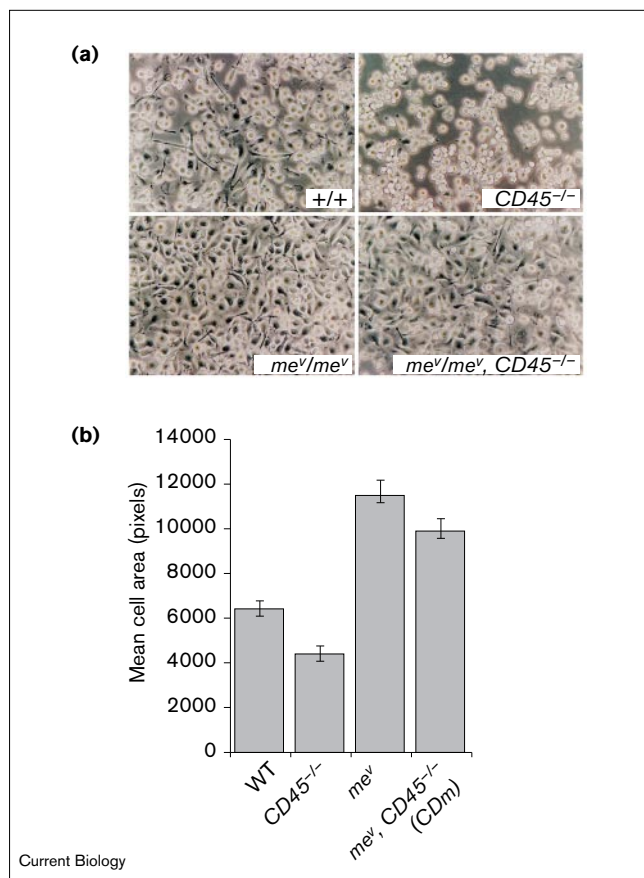 (a)
+/+
CD45–/–
meᵛ/meᵛ
meᵛ/meᵛ, CD45–/–
(b)
Mean cell area (pixels)
14000
12000
10000
8000
6000
4000
2000
0
WT
CD45–/–
meᵛ
meᵛ, CD45–/–
(CDm)
Current Biology